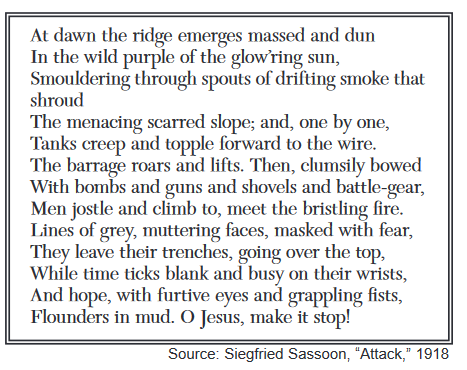 At dawn the ridge emerges massed and dun
In the wild purple of the glow'ring sun,
Smouldering through spouts of drifting smoke that
shroud
The menacing scarred slope; and, one by one,
Tanks creep and topple forward to the wire.
The barrage roars and lifts. Then, clumsily bowed
With bombs and guns and shovels and battle-gear,
Men jostle and climb to, meet the bristling fire.
Lines of grey, muttering faces, masked with fear,
They leave their trenches, going over the top,
While time ticks blank and busy on their wrists,
And hope, with furtive eyes and grappling fists,
Flounders in mud. O Jesus, make it stop!
Source: Siegfried Sassoon, “Attack,” 1918